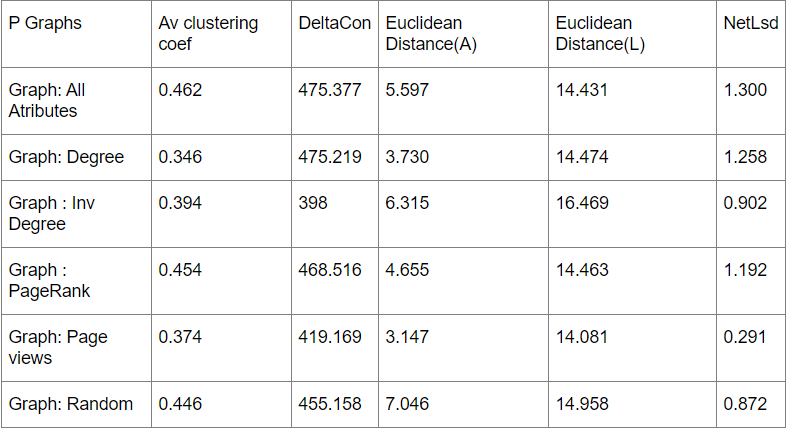 P Graphs Av clustering DeltaCon Euclidean Euclidean NetLsd
coef Distance(A) Distance(L)
Graph: All 0.462 475.377 5.597 14.431 1.300
Atributes
Graph: Degree 0.346 475.219 3.730 14.474 1.258
Graph : Inv 0.394 398 6.315 16.469 0.902
Degree
Graph : 0.454 468.516 4.655 14.463 1.192
PageRank
Graph: Page 0.374 419.169 3.147 14.081 0.291
views
Graph: Random 0.446 455.158 7.046 14.958 0.872